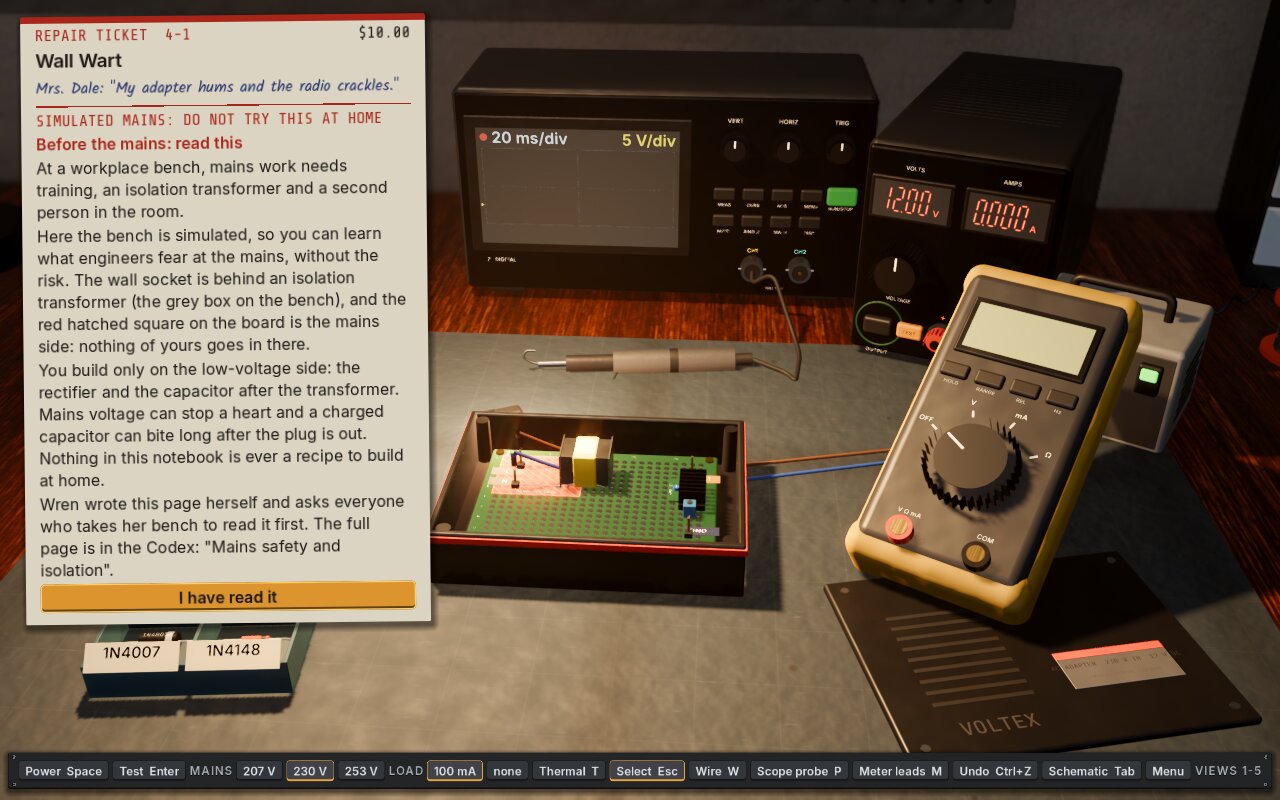 REPAIR TICKET 4-1 $10.00
Wall Wart
Mrs. Dale: "My adapter hums and the radio crackles."
SIMULATED MAINS: DO NOT TRY THIS AT HOME
Before the mains: read this
At a workplace bench, mains work needs
training, an isolation transformer and a second
person in the room.
Here the bench is simulated, so you can learn
what engineers fear at the mains, without the
risk. The wall socket is behind an isolation
transformer (the grey box on the bench), and the
red hatched square on the board is the mains
side: nothing of yours goes in there.
You build only on the low-voltage side: the
rectifier and the capacitor after the transformer.
Mains voltage can stop a heart and a charged
capacitor can bite long after the plug is out.
Nothing in this notebook is ever a recipe to build
at home.
Wren wrote this page herself and asks everyone
who takes her bench to read it first. The full
page is in the Codex: "Mains safety and
isolation".
I have read it
1N4007 1N4148
20 ms/div 5 V/div
VERT HORIZ TRIG
CH1 CH2
VOLTS AMPS
12.00 V 0.000 A
VOLTAGE
OUTPUT
TEST
HOLD RANGE REL HZ
OFF V mA Ω
V Ω mA COM
VOLTEX
Power Space Test Enter MAINS 207 V 230 V 253 V LOAD 100 mA none Thermal T Select Esc Wire W Scope probe P Meter leads M Undo Ctrl+Z Schematic Tab Menu VIEWS 1-5